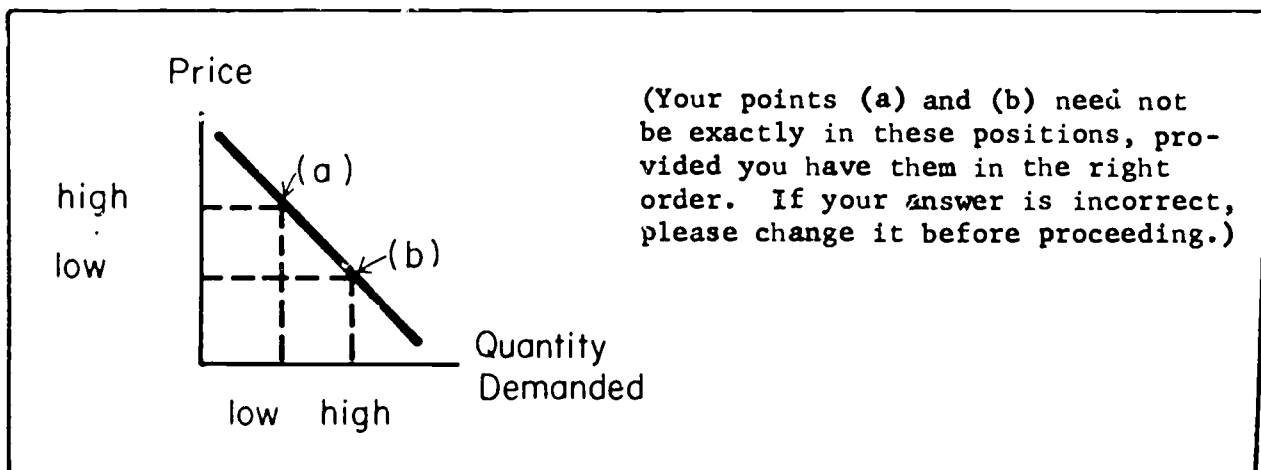 Price
(Your points (a) and (b) need not
be exactly in these positions, pro-
vided you have them in the right
order. If your answer is incorrect,
please change it before proceeding.)
(a)
high
low
(b)
Quantity
Demanded
low high